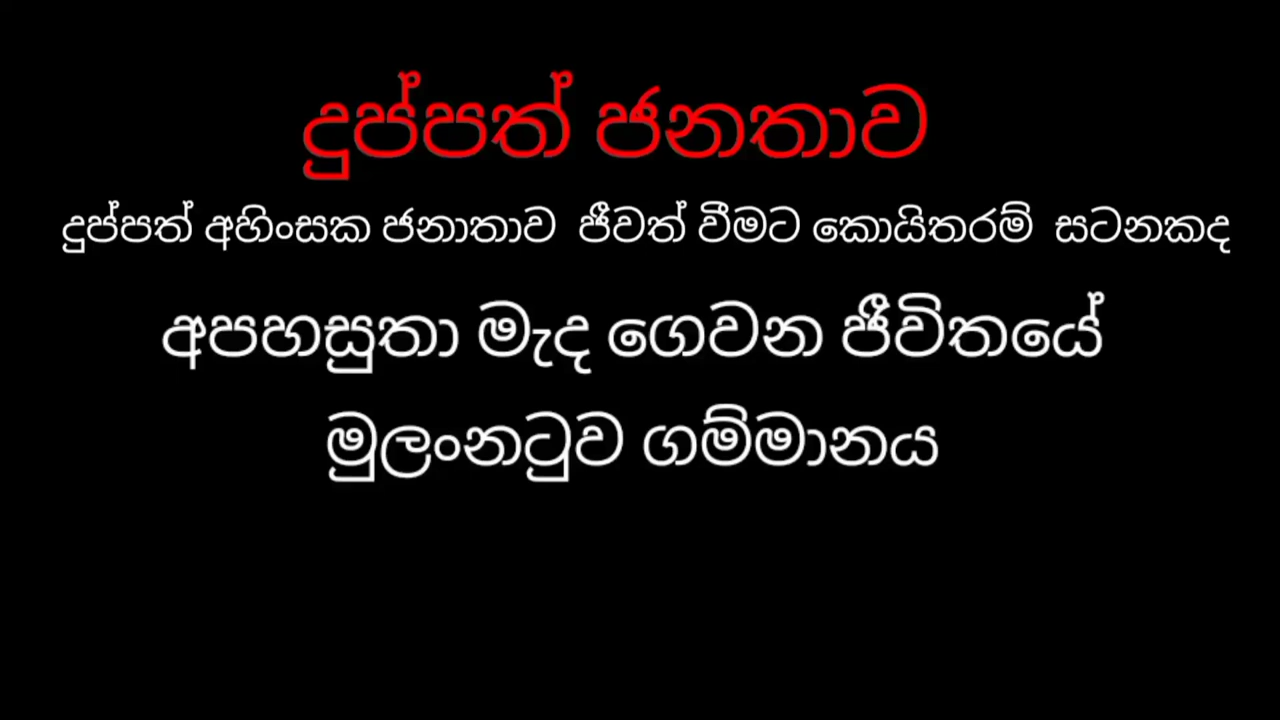 දුප්පත් ජනතාව
දුප්පත් අහිංසක ජනාතාව ජීවත් වීමට කොයිතරම් සටනකද
අපහසුතා මැද ගෙවන ජීවිතයේ
මුලංනටුව ගම්මානය